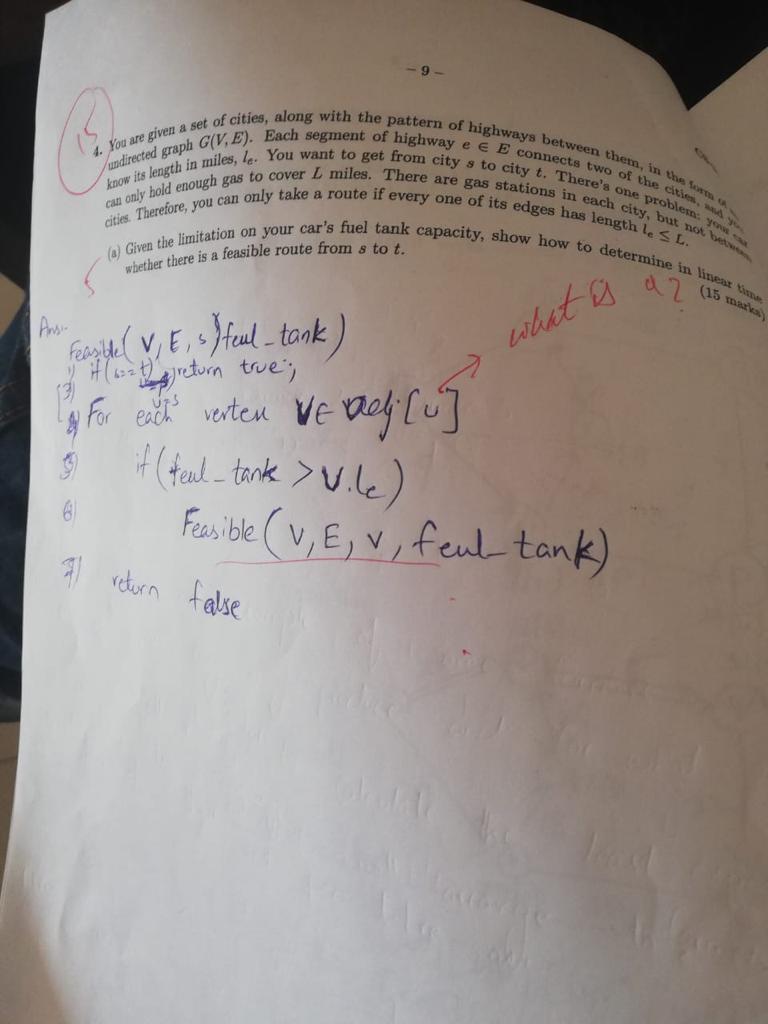 - 9 -
15
4. You are given a set of cities, along with the pattern of highways between them, in the form of
undirected graph G(V, E). Each segment of highway e ∈ E connects two of the cities, and you
know its length in miles, lₑ. You want to get from city s to city t. There's one problem: your car
can only hold enough gas to cover L miles. There are gas stations in each city, but not between
cities. Therefore, you can only take a route if every one of its edges has length lₑ ≤ L.
(a) Given the limitation on your car's fuel tank capacity, show how to determine in linear time
whether there is a feasible route from s to t.
(15 marks)
5
what is u?
Ans:-
Feasible(V, E, s, feul_tank)
1) if (s==t) return true;
3) u=s
4) For each vertex V∈ Adj[u]
5) if (feul_tank > v.lₑ)
6) Feasible(V, E, v, feul_tank)
7) return false